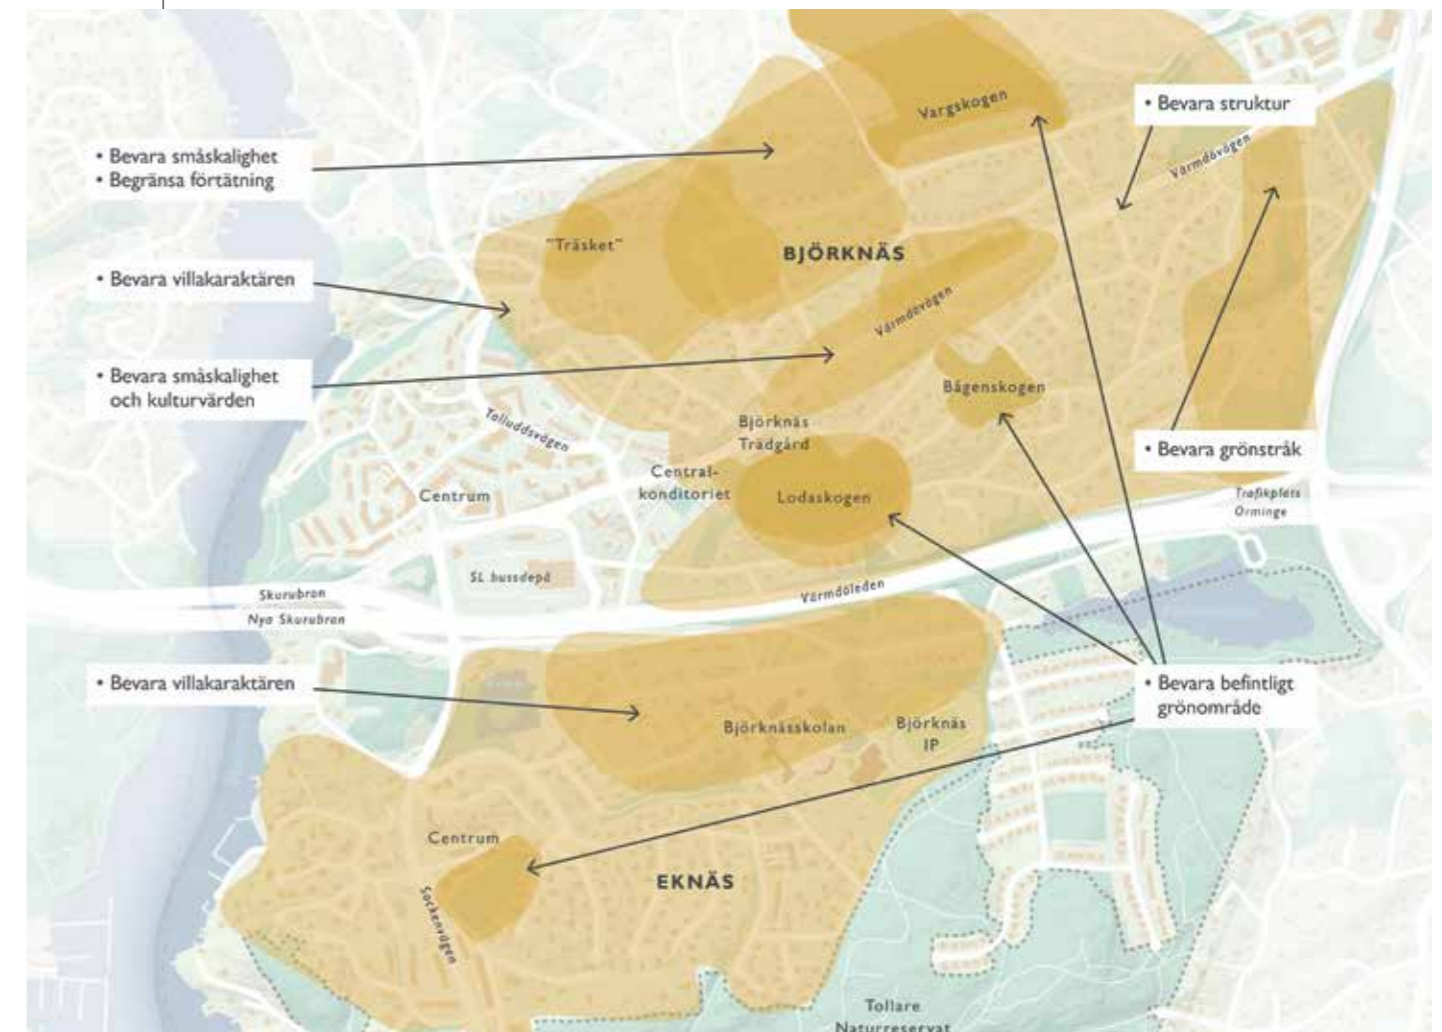 Vargskogen
• Bevara struktur
Värmdövägen
• Bevara småskalighet
• Begränsa förtätning
"Träsket"
BJÖRKNÄS
• Bevara villakaraktären
Värmdövägen
• Bevara småskalighet
och kulturvärden
Bågenskogen
Tolluddsvägen
Björknäs
Trädgård
• Bevara grönstråk
Central-
konditoriet
Centrum
Lodaskogen
Trafikplats
Orminge
SL bussdepå
Värmdöleden
Skurubron
Nya Skurubron
• Bevara villakaraktären
• Bevara befintligt
grönområde
Björknässkolan
Björknäs
IP
Centrum
EKNÄS
Sockenvägen
Tollare
Naturreservat